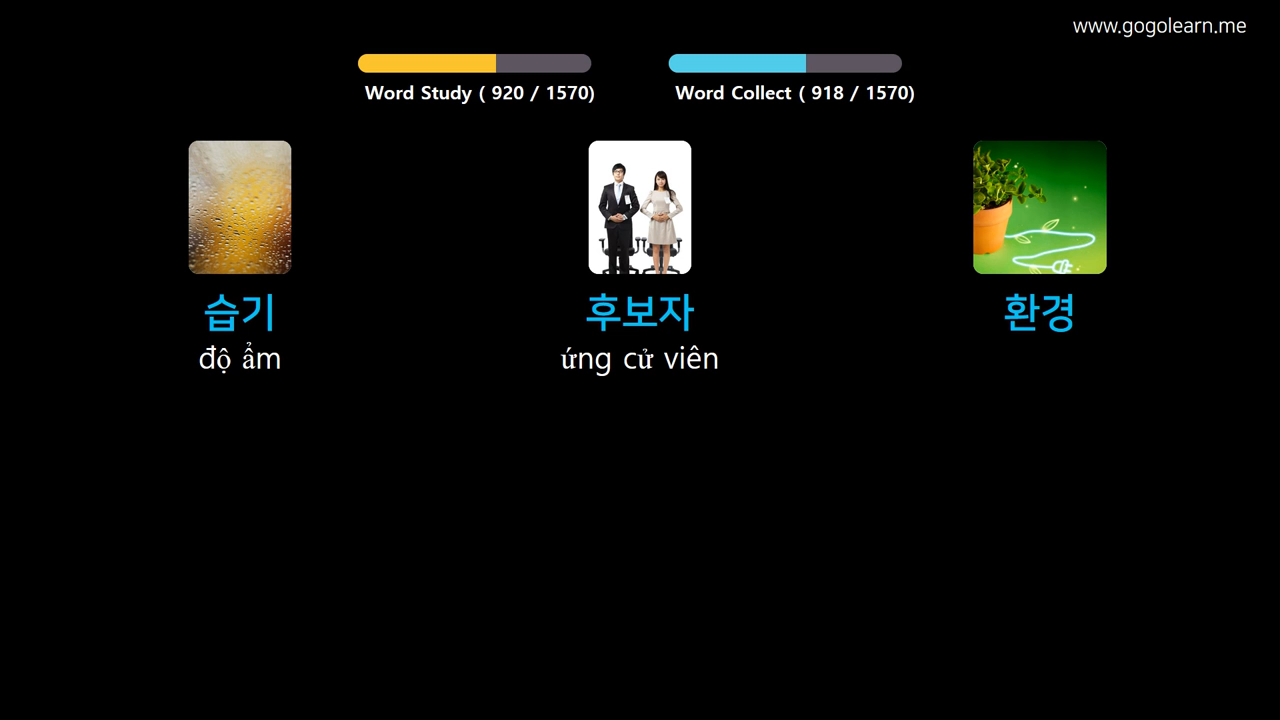 www.gogolearn.me
Word Study ( 920 / 1570)
Word Collect ( 918 / 1570)
습기
후보자
환경
độ ẩm
ứng cử viên